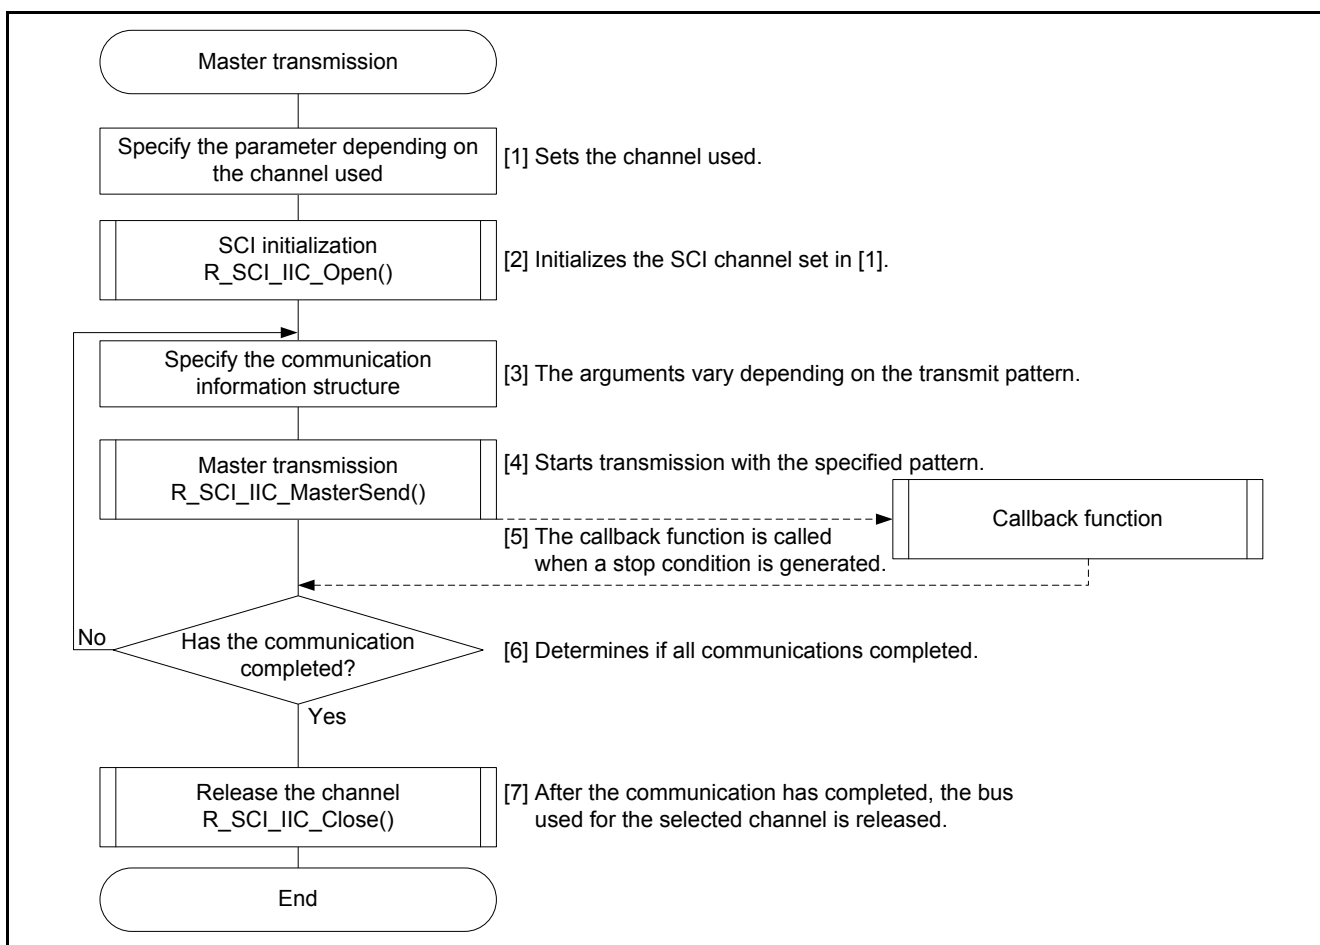 Master transmission
Specify the parameter depending on
the channel used
[1] Sets the channel used.
SCI initialization
R_SCI_IIC_Open()
[2] Initializes the SCI channel set in [1].
Specify the communication
information structure
[3] The arguments vary depending on the transmit pattern.
Master transmission
R_SCI_IIC_MasterSend()
[4] Starts transmission with the specified pattern.
Callback function
[5] The callback function is called
when a stop condition is generated.
No
Has the communication
completed?
[6] Determines if all communications completed.
Yes
Release the channel
R_SCI_IIC_Close()
[7] After the communication has completed, the bus
used for the selected channel is released.
End